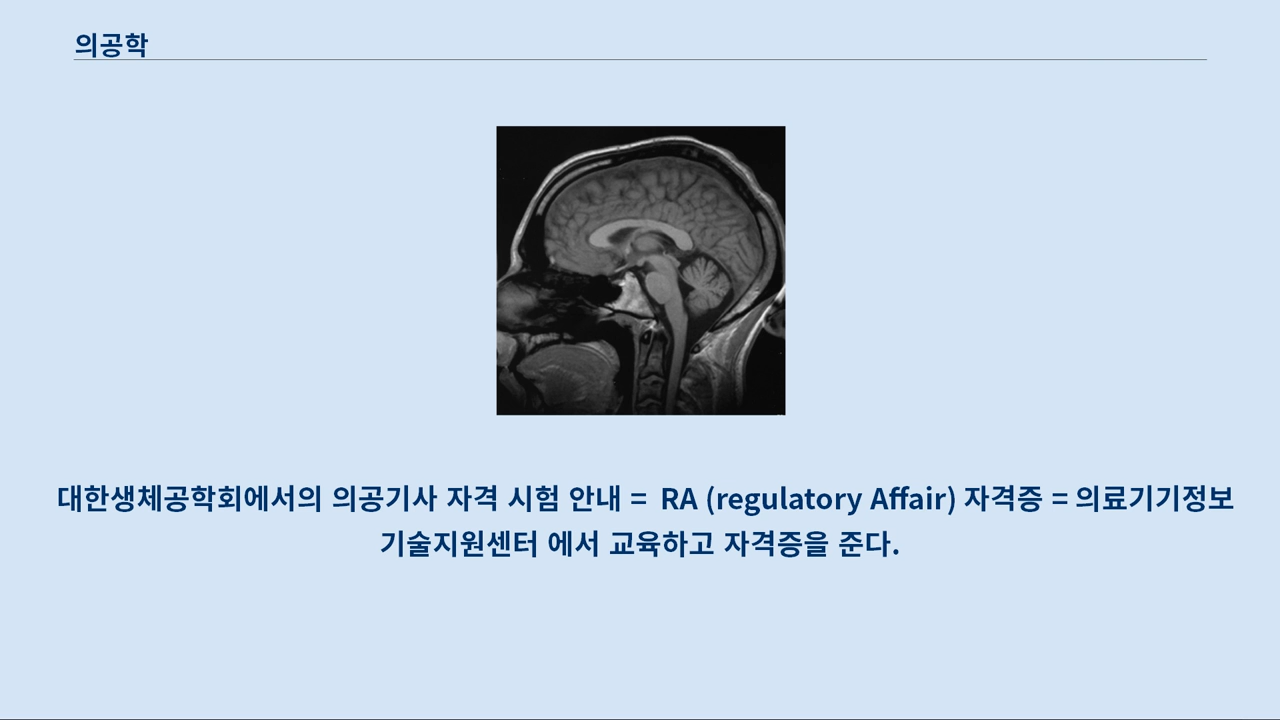 의공학
대한생체공학회에서의 의공기사 자격 시험 안내 = RA (regulatory Affair) 자격증 = 의료기기정보
기술지원센터 에서 교육하고 자격증을 준다.